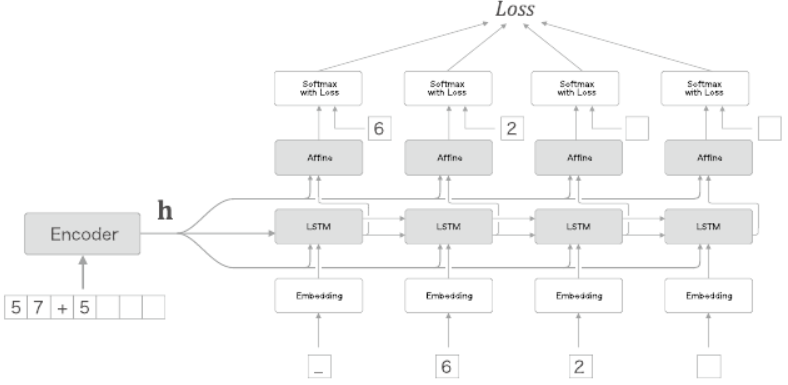 Loss
Softmax with Loss Softmax with Loss Softmax with Loss Softmax with Loss
6 2
Affine Affine Affine Affine
h
Encoder LSTM LSTM LSTM LSTM
5 7 + 5
Embedding Embedding Embedding Embedding
_ 6 2